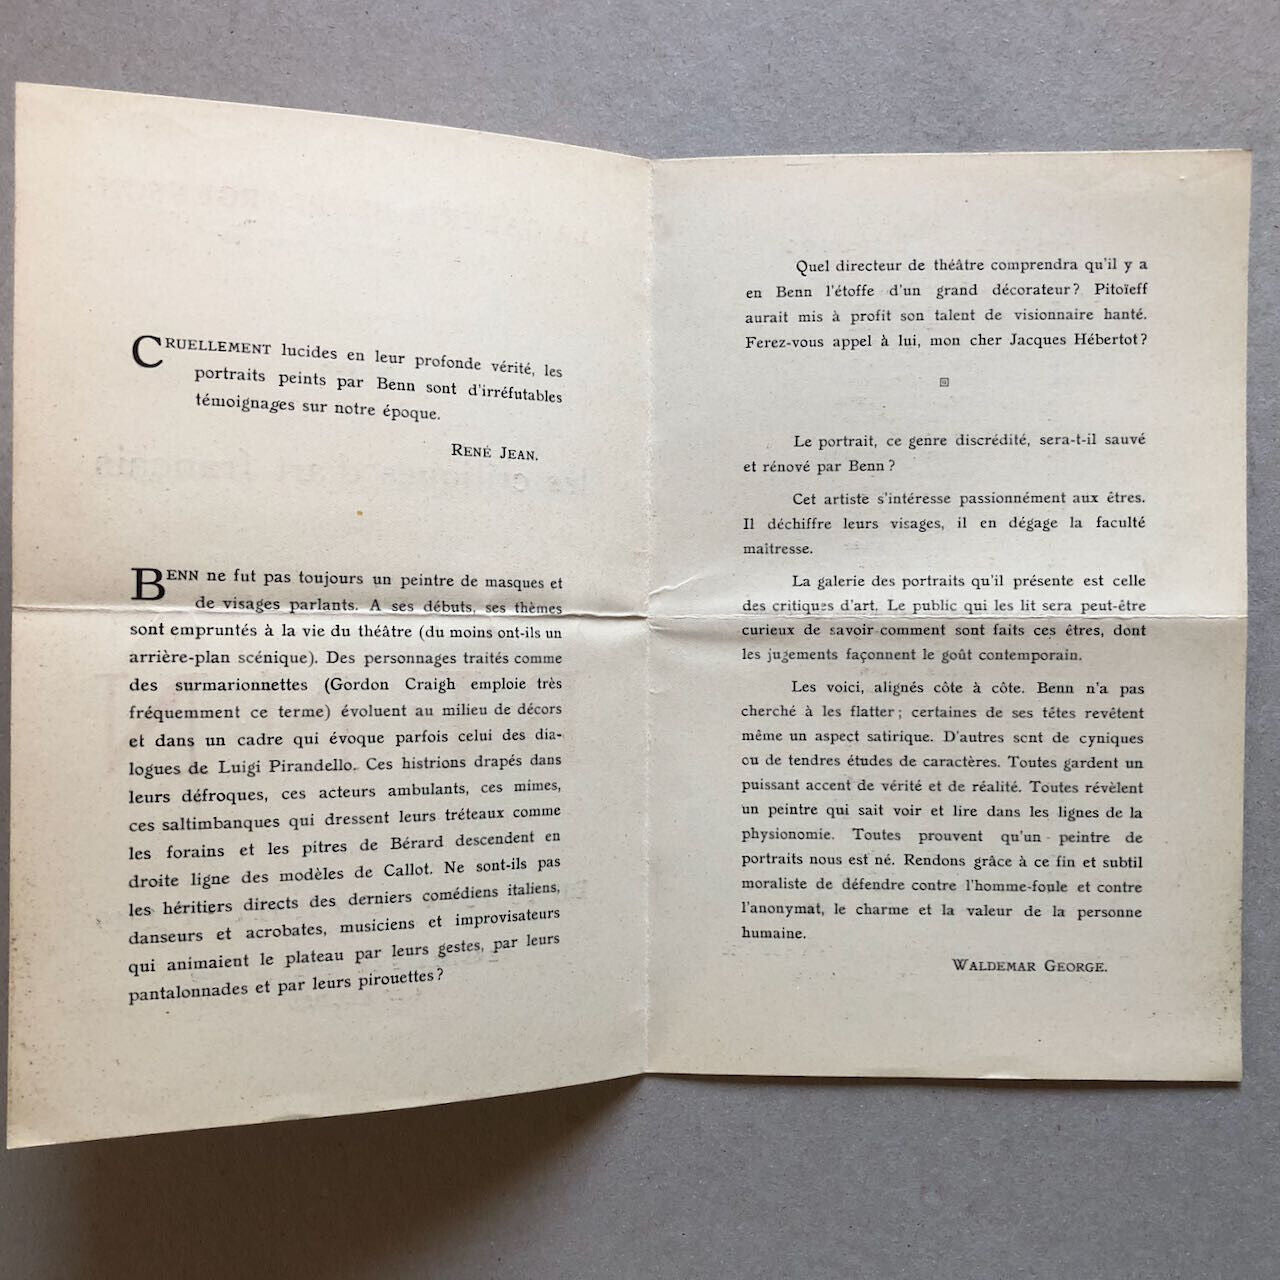 CRUELLEMENT lucides en leur profonde vérité, les
portraits peints par Benn sont d'irréfutables
témoignages sur notre époque.
RENÉ JEAN.
BENN ne fut pas toujours un peintre de masques et
de visages parlants. A ses débuts, ses thèmes
sont empruntés à la vie du théâtre (du moins ont-ils un
arrière-plan scénique). Des personnages traités comme
des surmarionnettes (Gordon Craigh emploie très
fréquemment ce terme) évoluent au milieu de décors
et dans un cadre qui évoque parfois celui des dia-
logues de Luigi Pirandello. Ces histrions drapés dans
leurs défroques, ces acteurs ambulants, ces mimes,
ces saltimbanques qui dressent leurs tréteaux comme
les forains et les pitres de Bérard descendent en
droite ligne des modèles de Callot. Ne sont-ils pas
les héritiers directs des derniers comédiens italiens,
danseurs et acrobates, musiciens et improvisateurs
qui animaient le plateau par leurs gestes, par leurs
pantalonnades et par leurs pirouettes?
Quel directeur de théâtre comprendra qu'il y a
en Benn l'étoffe d'un grand décorateur? Pitoïeff
aurait mis à profit son talent de visionnaire hanté.
Ferez-vous appel à lui, mon cher Jacques Hébertot?
Le portrait, ce genre discrédité, sera-t-il sauvé
et rénové par Benn?
Cet artiste s'intéresse passionnément aux êtres.
Il déchiffre leurs visages, il en dégage la faculté
maîtresse.
La galerie des portraits qu'il présente est celle
des critiques d'art. Le public qui les lit sera peut-être
curieux de savoir comment sont faits ces êtres, dont
les jugements façonnent le goût contemporain.
Les voici, alignés côte à côte. Benn n'a pas
cherché à les flatter; certaines de ses têtes revêtent
même un aspect satirique. D'autres sont de cyniques
ou de tendres études de caractères. Toutes gardent un
puissant accent de vérité et de réalité. Toutes révèlent
un peintre qui sait voir et lire dans les lignes de la
physionomie. Toutes prouvent qu'un peintre de
portraits nous est né. Rendons grâce à ce fin et subtil
moraliste de défendre contre l'homme-foule et contre
l'anonymat, le charme et la valeur de la personne
humaine.
WALDEMAR GEORGE.